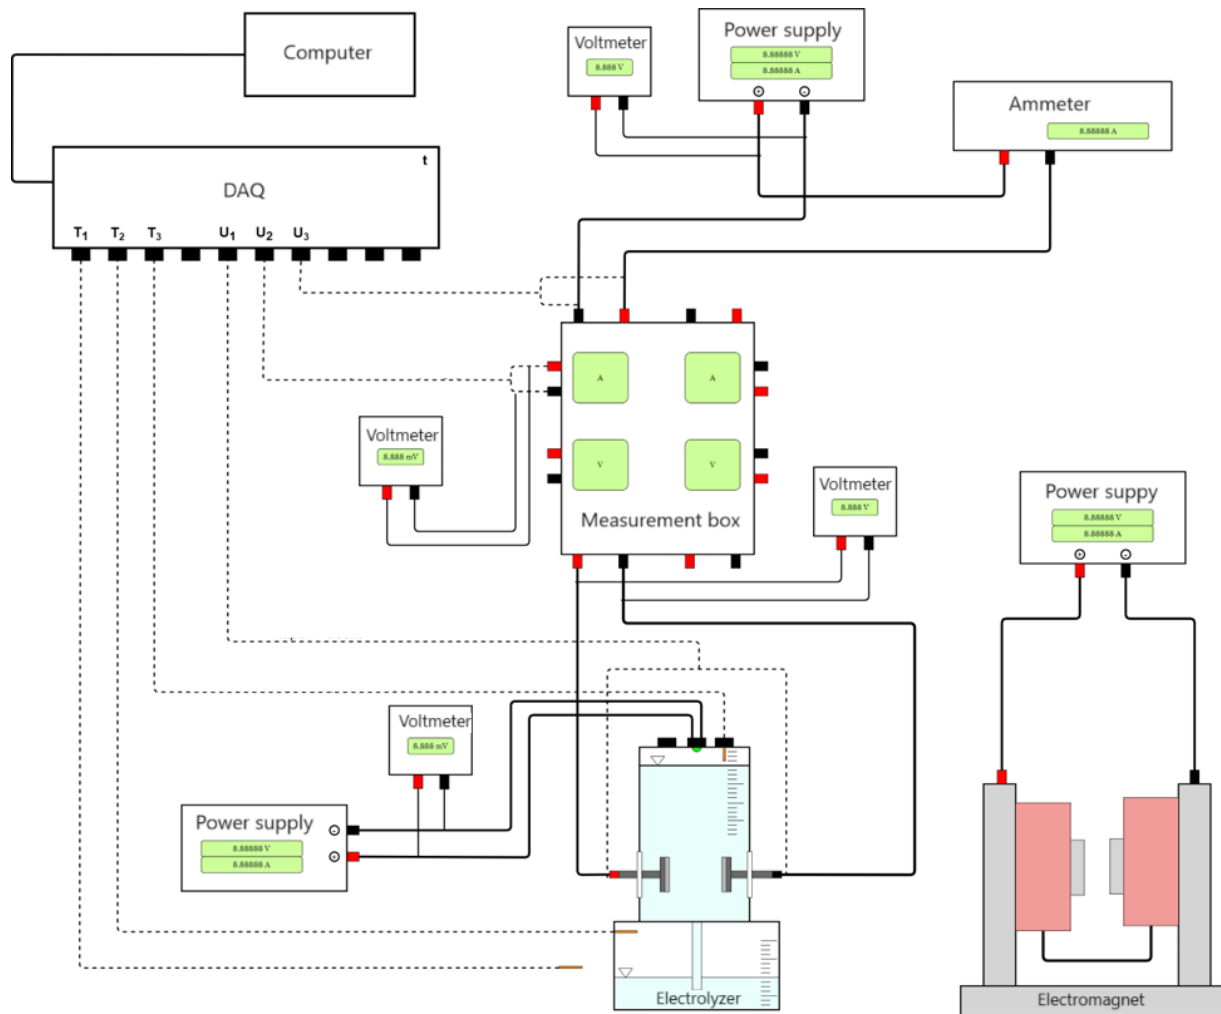 Computer
Voltmeter
8.888 V
Power supply
8.88888 V
8.88888 A
+ -
Ammeter
8.88888 A
t
DAQ
T1 T2 T3 U1 U2 U3
A A
V V
Measurement box
Voltmeter
8.888 mV
Voltmeter
8.888 V
Power suppy
8.88888 V
8.88888 A
+ -
Voltmeter
8.888 mV
Power supply
8.88888 V
8.88888 A
-
+
Electrolyzer
Electromagnet